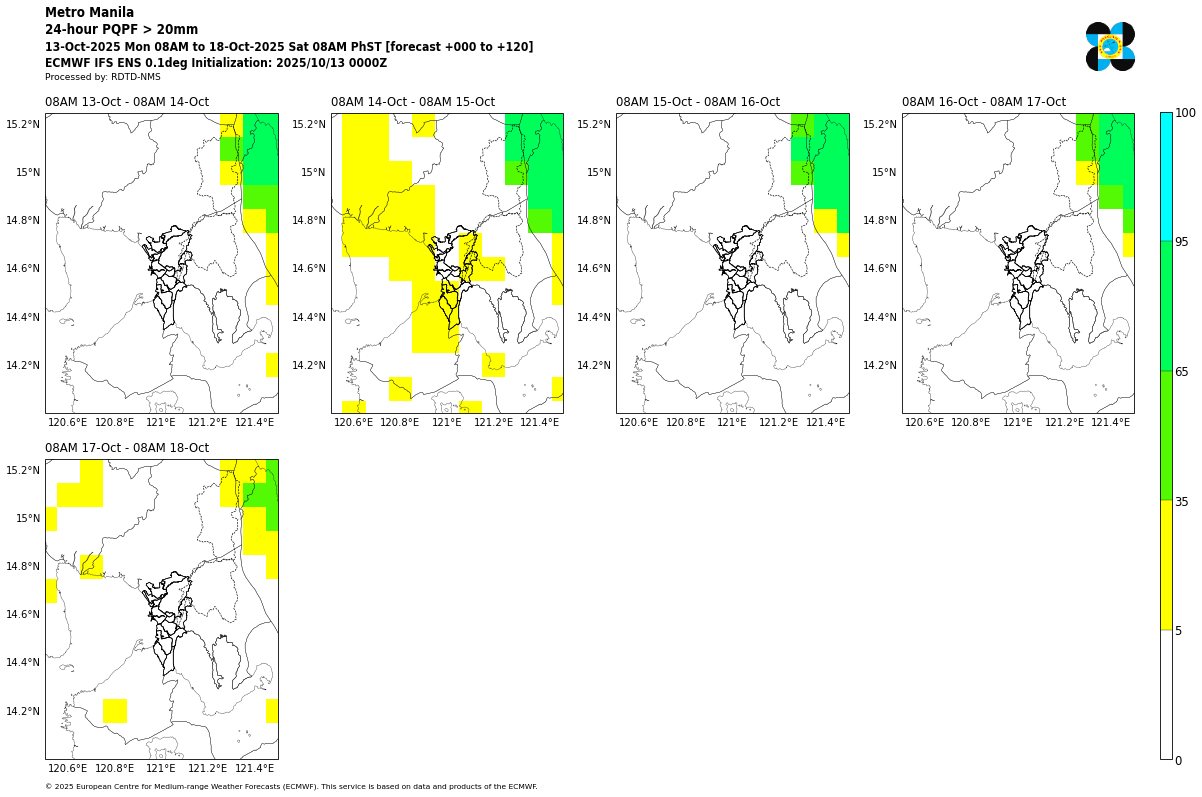 Metro Manila
24-hour PQPF > 20mm
13-Oct-2025 Mon 08AM to 18-Oct-2025 Sat 08AM PhST [forecast +000 to +120]
ECMWF IFS ENS 0.1deg Initialization: 2025/10/13 0000Z
Processed by: RDTD-NMS
08AM 13-Oct - 08AM 14-Oct
08AM 14-Oct - 08AM 15-Oct
08AM 15-Oct - 08AM 16-Oct
08AM 16-Oct - 08AM 17-Oct
15.2°N
15°N
14.8°N
14.6°N
14.4°N
14.2°N
120.6°E 120.8°E 121°E 121.2°E 121.4°E
15.2°N
15°N
14.8°N
14.6°N
14.4°N
14.2°N
120.6°E 120.8°E 121°E 121.2°E 121.4°E
15.2°N
15°N
14.8°N
14.6°N
14.4°N
14.2°N
120.6°E 120.8°E 121°E 121.2°E 121.4°E
15.2°N
15°N
14.8°N
14.6°N
14.4°N
14.2°N
120.6°E 120.8°E 121°E 121.2°E 121.4°E
08AM 17-Oct - 08AM 18-Oct
15.2°N
15°N
14.8°N
14.6°N
14.4°N
14.2°N
120.6°E 120.8°E 121°E 121.2°E 121.4°E
100
95
65
35
5
0
© 2025 European Centre for Medium-range Weather Forecasts (ECMWF). This service is based on data and products of the ECMWF.